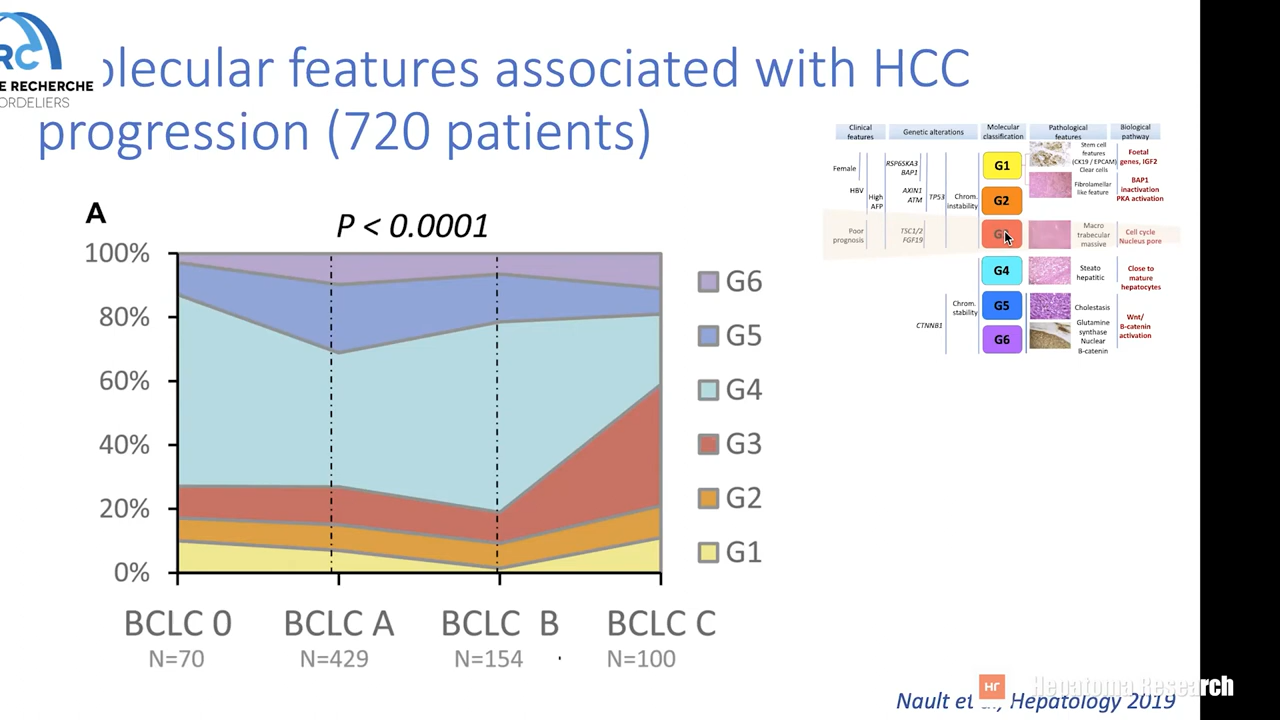 RC
E RECHERCHE
ORDELIERS
olecular features associated with HCC
progression (720 patients)
A
P < 0.0001
100%
80%
60%
40%
20%
0%
BCLC 0
BCLC A
BCLC B
BCLC C
N=70
N=429
N=154
N=100
G6
G5
G4
G3
G2
G1
Clinical features
Genetic alterations
Molecular classification
Pathological features
Biological pathway
Female
HBV
High AFP
Poor prognosis
RSP6SKA3
BAP1
AXIN1
ATM
TP53
Chrom. instability
TSC1/2
FGF19
CTNNB1
Chrom. stability
G1
G2
G4
G5
G6
Stem cell
features
(CK19 / EPCAM)
Clear cells
Fibrolamellar
like feature
Macro
trabecular
massive
Steato
hepatitic
Cholestasis
Glutamine
synthase
Nuclear
B-catenin
Foetal
genes, IGF2
BAP1
inactivation
PKA activation
Cell cycle
Nucleus pore
Close to
mature
hepatocytes
Wnt/
B-catenin
activation
Hepatoma Research
Nault et al, Hepatology 2019